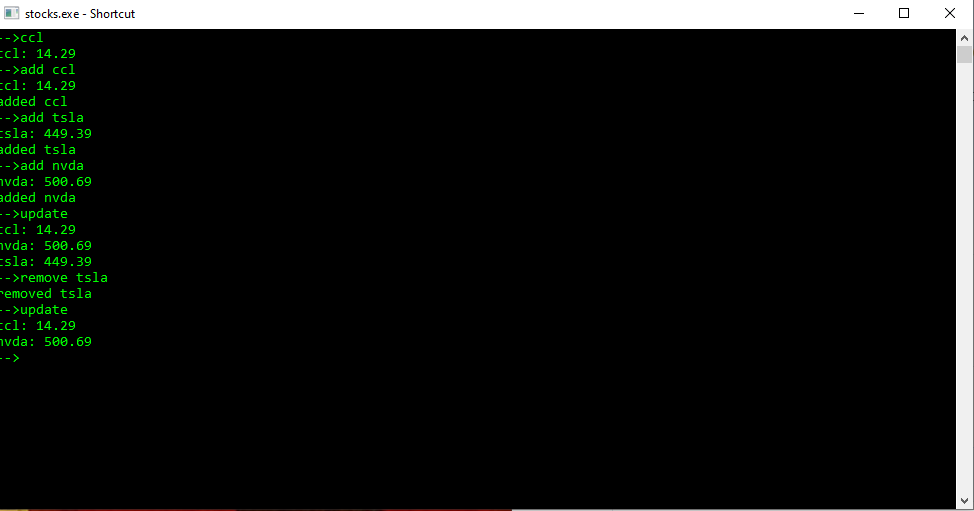 stocks.exe - Shortcut
-->ccl
ccl: 14.29
-->add ccl
ccl: 14.29
added ccl
-->add tsla
tsla: 449.39
added tsla
-->add nvda
nvda: 500.69
added nvda
-->update
ccl: 14.29
nvda: 500.69
tsla: 449.39
-->remove tsla
removed tsla
-->update
ccl: 14.29
nvda: 500.69
-->